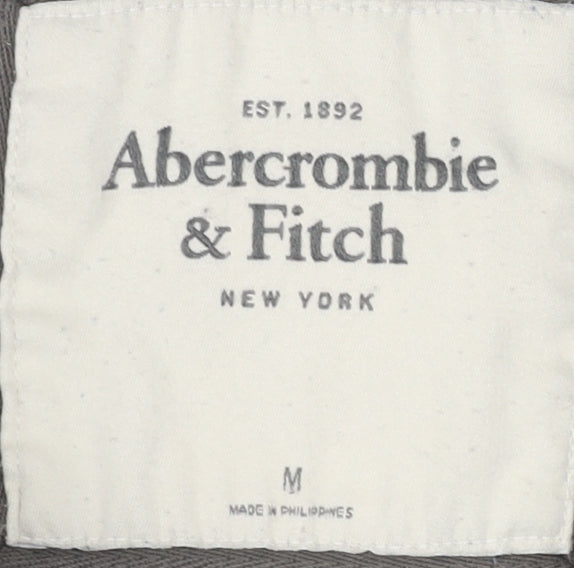 EST. 1892
Abercrombie
& Fitch
NEW YORK
M
MADE IN PHILIPPINES